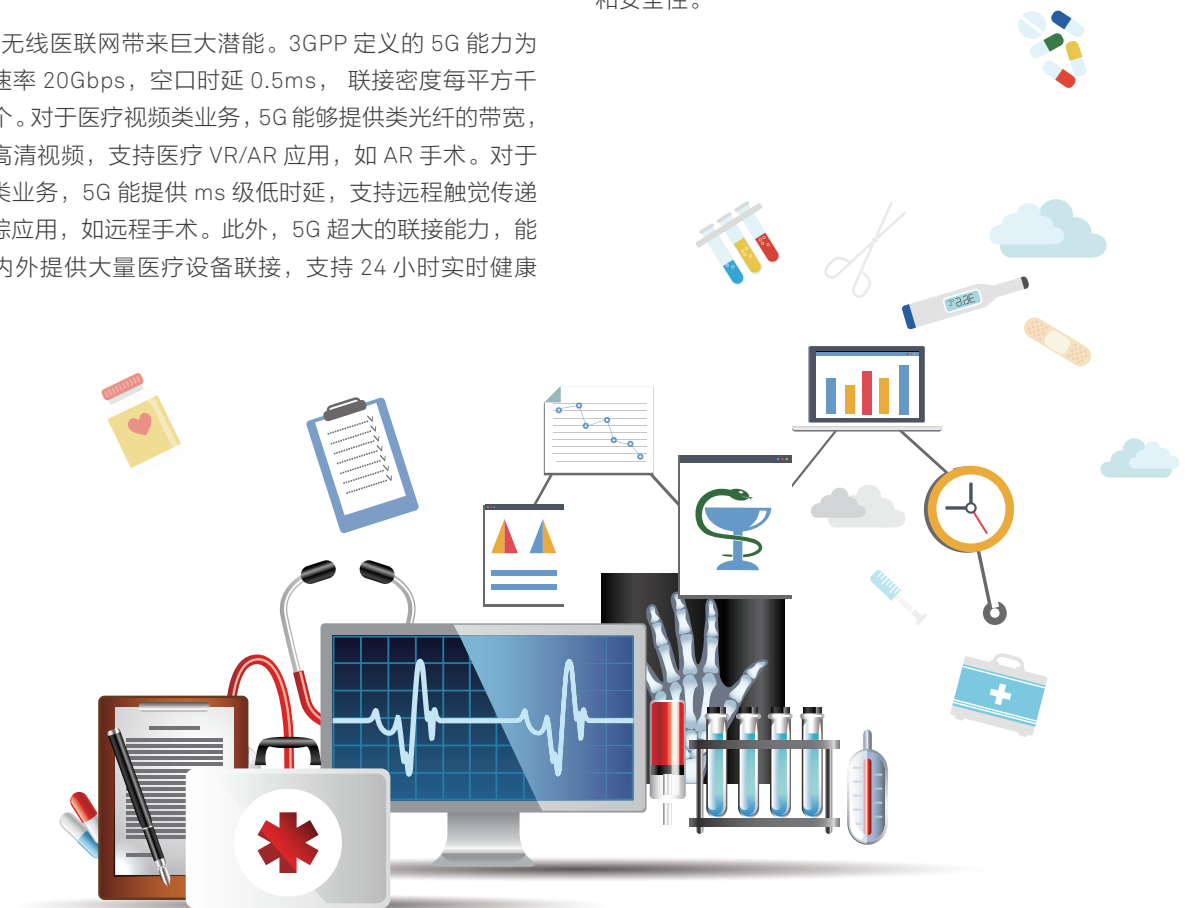 无线医联网带来巨大潜能。3GPP 定义的 5G 能力为
速率 20Gbps，空口时延 0.5ms， 联接密度每平方千
个。对于医疗视频类业务，5G 能够提供类光纤的带宽，
高清视频，支持医疗 VR/AR 应用，如 AR 手术。对于
类业务，5G 能提供 ms 级低时延，支持远程触觉传递
综应用，如远程手术。此外，5G 超大的联接能力，能
内外提供大量医疗设备联接，支持 24 小时实时健康
和安全性。